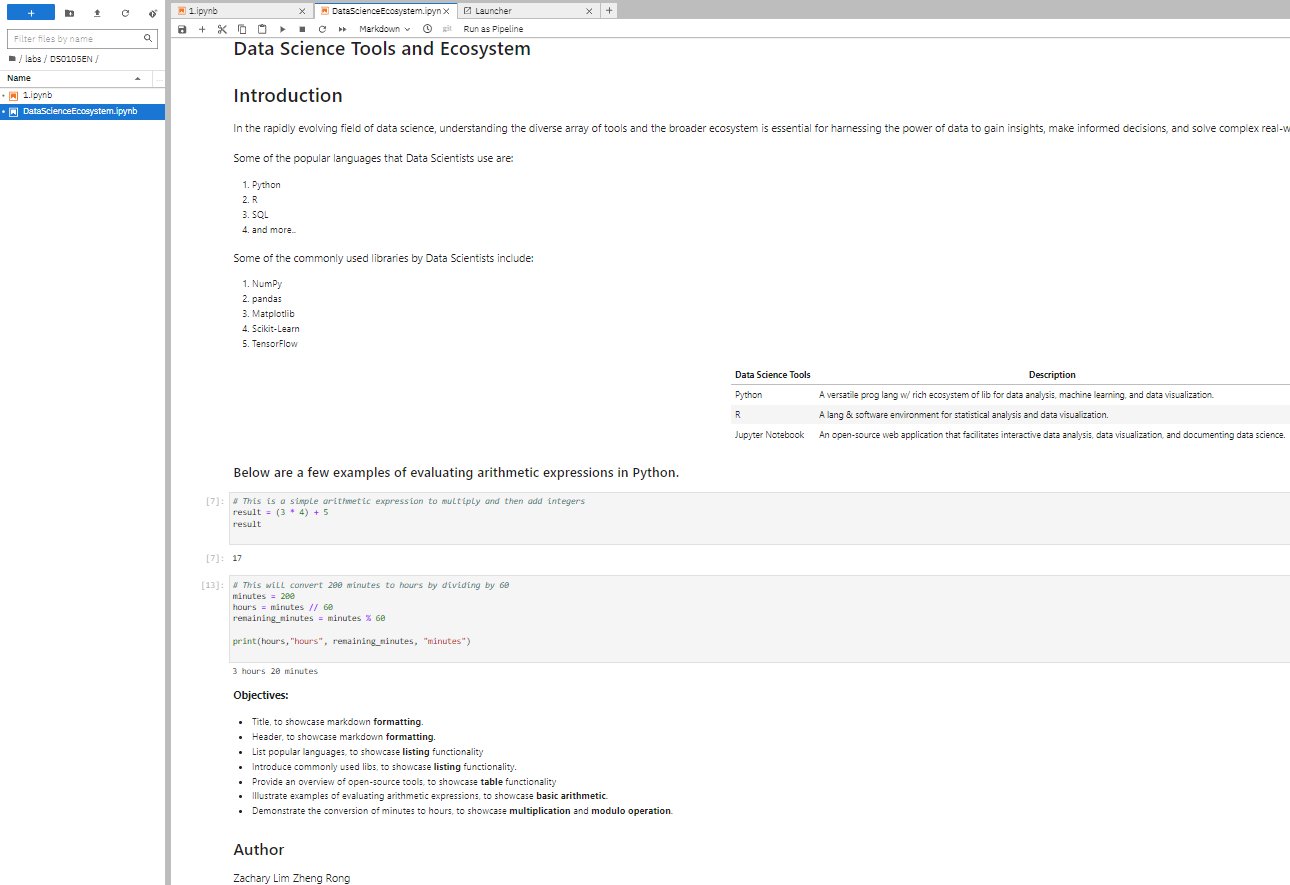 +
1.ipynb
DataScienceEcosystem.ipyn
Launcher
+
Filter files by name
+
Markdown
git
Run as Pipeline
/ labs / DS0105EN /
Name
...
1.ipynb
DataScienceEcosystem.ipynb
Data Science Tools and Ecosystem
Introduction
In the rapidly evolving field of data science, understanding the diverse array of tools and the broader ecosystem is essential for harnessing the power of data to gain insights, make informed decisions, and solve complex real-w
Some of the popular languages that Data Scientists use are:
1. Python
2. R
3. SQL
4. and more..
Some of the commonly used libraries by Data Scientists include:
1. NumPy
2. pandas
3. Matplotlib
4. Scikit-Learn
5. TensorFlow
Data Science Tools Description
Python A versatile prog lang w/ rich ecosystem of lib for data analysis, machine learning, and data visualization.
R A lang & software environment for statistical analysis and data visualization.
Jupyter Notebook An open-source web application that facilitates interactive data analysis, data visualization, and documenting data science.
Below are a few examples of evaluating arithmetic expressions in Python.
[7]: # This is a simple arithmetic expression to multiply and then add integers
result = (3 * 4) + 5
result
[7]: 17
[13]: # This will convert 200 minutes to hours by dividing by 60
minutes = 200
hours = minutes // 60
remaining_minutes = minutes % 60
print(hours,"hours", remaining_minutes, "minutes")
3 hours 20 minutes
Objectives:
• Title, to showcase markdown formatting.
• Header, to showcase markdown formatting.
• List popular languages, to showcase listing functionality
• Introduce commonly used libs, to showcase listing functionality.
• Provide an overview of open-source tools, to showcase table functionality
• Illustrate examples of evaluating arithmetic expressions, to showcase basic arithmetic.
• Demonstrate the conversion of minutes to hours, to showcase multiplication and modulo operation.
Author
Zachary Lim Zheng Rong